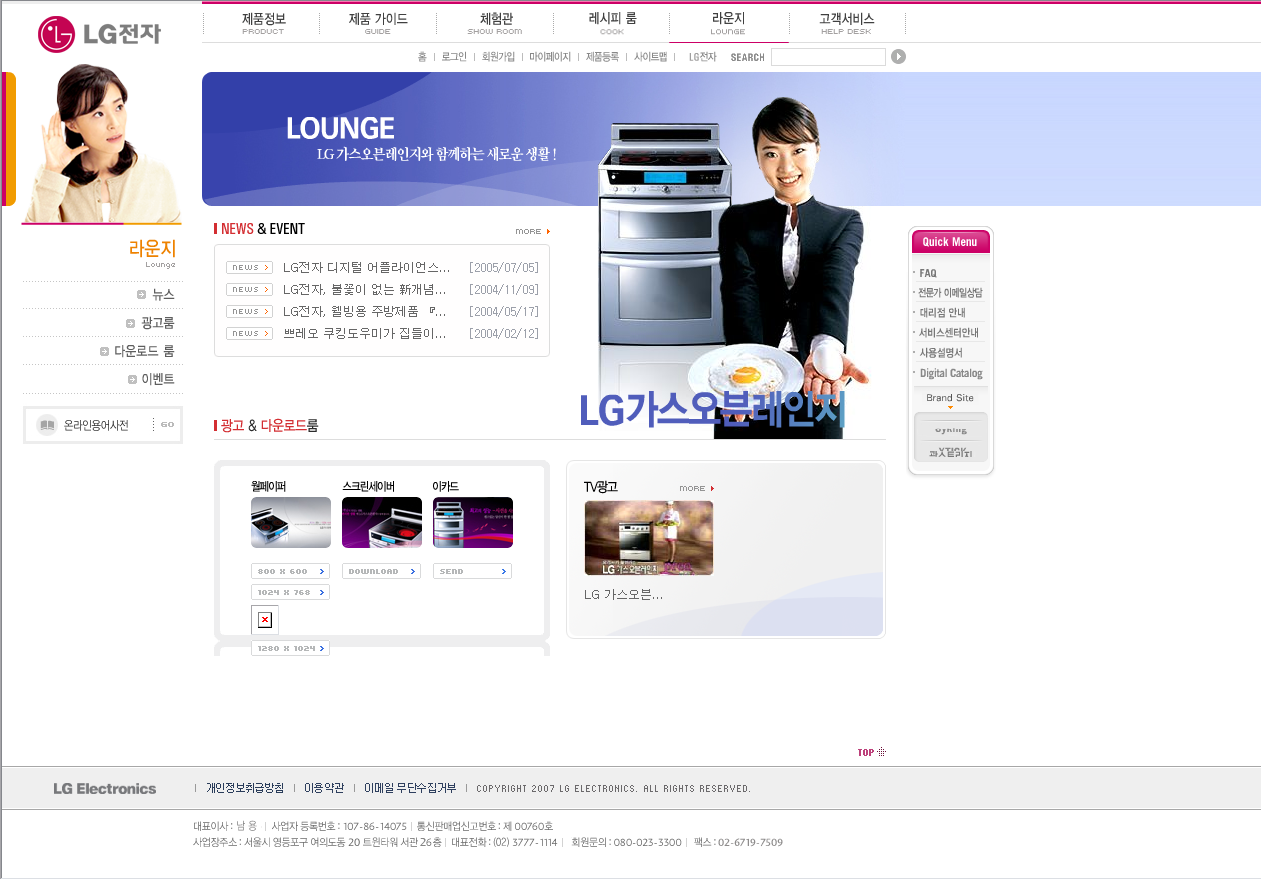 LG전자
제품정보
PRODUCT
제품 가이드
GUIDE
체험관
SHOW ROOM
레시피 룸
COOK
라운지
LOUNGE
고객서비스
HELP DESK
홈 | 로그인 | 회원가입 | 마이페이지 | 제품등록 | 사이트맵 | LG전자 SEARCH
LOUNGE
LG 가스오븐레인지와 함께하는 새로운 생활 !
라운지
Lounge
뉴스
광고룸
다운로드 룸
이벤트
온라인용어사전 GO
NEWS & EVENT
MORE
NEWS LG전자 디지털 어플라이언스... [2005/07/05]
NEWS LG전자, 불꽃이 없는 新개념... [2004/11/09]
NEWS LG전자, 웰빙용 주방제품 『... [2004/05/17]
NEWS 쁘레오 쿠킹도우미가 집들이... [2004/02/12]
LG가스오븐레인지
Quick Menu
FAQ
전문가 이메일상담
대리점 안내
서비스센터안내
사용설명서
Digital Catalog
Brand Site
광고 & 다운로드룸
월페이퍼
스크린세이버
이카드
800 X 600
DOWNLOAD
SEND
1024 X 768
1280 X 1024
TV광고
MORE
LG 가스오븐레인지
LG 가스오븐...
TOP
LG Electronics
개인정보취급방침 | 이용약관 | 이메일 무단수집거부 | COPYRIGHT 2007 LG ELECTRONICS. ALL RIGHTS RESERVED.
대표이사 : 남 용 | 사업자 등록번호 : 107-86-14075 | 통신판매업신고번호 : 제 00760호
사업장주소 : 서울시 영등포구 여의도동 20 트윈타워 서관 26층 | 대표전화 : (02) 3777-1114 | 회원문의 : 080-023-3300 | 팩스 : 02-6719-7509